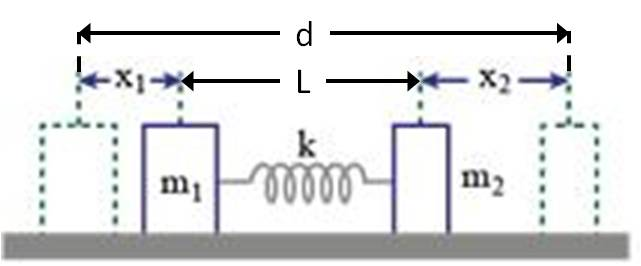 d
x₁ L x₂
k
m₁ m₂